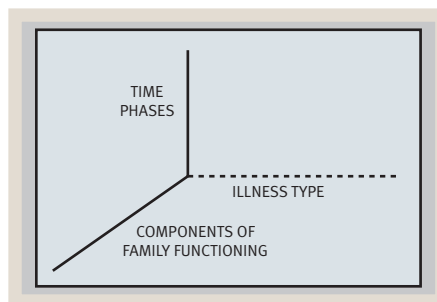 TIME
PHASES
ILLNESS TYPE
COMPONENTS OF
FAMILY FUNCTIONING